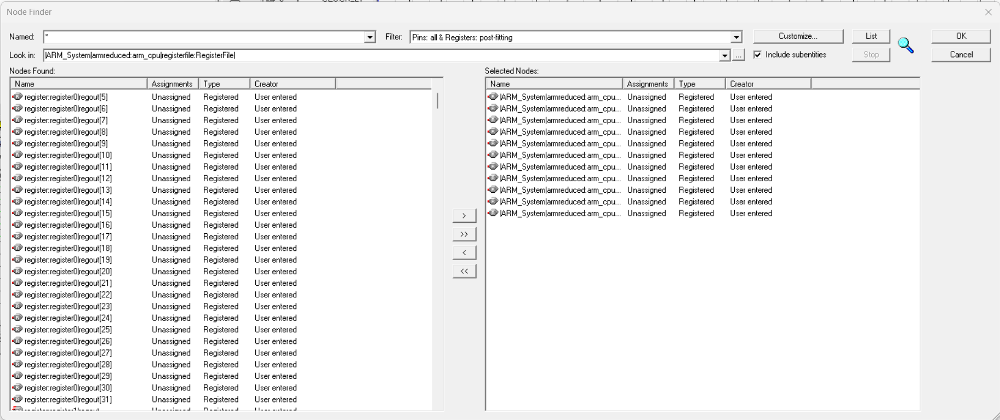 Node Finder
Named: * Filter: Pins: all & Registers: post-fitting Customize... List OK
Look in: |ARM_System|armreduced:arm_cpu|registerfile:RegisterFile| ... Include subentities Stop Cancel
Nodes Found: Selected Nodes:
Name Assignments Type Creator Name Assignments Type Creator
register:register0|regout[5] Unassigned Registered User entered |ARM_System|armreduced:arm_cpu... Unassigned Registered User entered
register:register0|regout[6] Unassigned Registered User entered |ARM_System|armreduced:arm_cpu... Unassigned Registered User entered
register:register0|regout[7] Unassigned Registered User entered |ARM_System|armreduced:arm_cpu... Unassigned Registered User entered
register:register0|regout[8] Unassigned Registered User entered |ARM_System|armreduced:arm_cpu... Unassigned Registered User entered
register:register0|regout[9] Unassigned Registered User entered |ARM_System|armreduced:arm_cpu... Unassigned Registered User entered
register:register0|regout[10] Unassigned Registered User entered |ARM_System|armreduced:arm_cpu... Unassigned Registered User entered
register:register0|regout[11] Unassigned Registered User entered |ARM_System|armreduced:arm_cpu... Unassigned Registered User entered
register:register0|regout[12] Unassigned Registered User entered |ARM_System|armreduced:arm_cpu... Unassigned Registered User entered
register:register0|regout[13] Unassigned Registered User entered |ARM_System|armreduced:arm_cpu... Unassigned Registered User entered
register:register0|regout[14] Unassigned Registered User entered |ARM_System|armreduced:arm_cpu... Unassigned Registered User entered
register:register0|regout[15] Unassigned Registered User entered |ARM_System|armreduced:arm_cpu... Unassigned Registered User entered
register:register0|regout[16] Unassigned Registered User entered >
register:register0|regout[17] Unassigned Registered User entered >>
register:register0|regout[18] Unassigned Registered User entered <
register:register0|regout[19] Unassigned Registered User entered
register:register0|regout[20] Unassigned Registered User entered <<
register:register0|regout[21] Unassigned Registered User entered
register:register0|regout[22] Unassigned Registered User entered
register:register0|regout[23] Unassigned Registered User entered
register:register0|regout[24] Unassigned Registered User entered
register:register0|regout[25] Unassigned Registered User entered
register:register0|regout[26] Unassigned Registered User entered
register:register0|regout[27] Unassigned Registered User entered
register:register0|regout[28] Unassigned Registered User entered
register:register0|regout[29] Unassigned Registered User entered
register:register0|regout[30] Unassigned Registered User entered
register:register0|regout[31] Unassigned Registered User entered